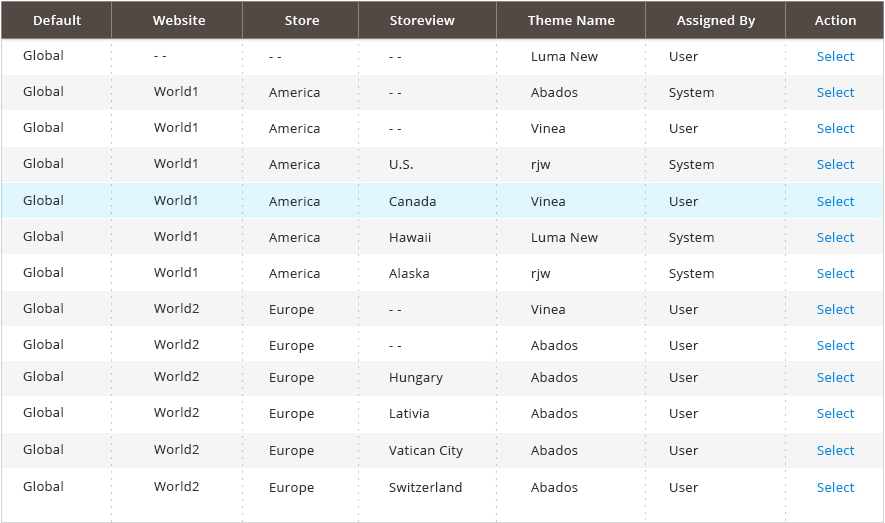 Default Website Store Storeview Theme Name Assigned By Action
Global - - - - - - Luma New User Select
Global World1 America - - Abados System Select
Global World1 America - - Vinea User Select
Global World1 America U.S. rjw System Select
Global World1 America Canada Vinea User Select
Global World1 America Hawaii Luma New System Select
Global World1 America Alaska rjw System Select
Global World2 Europe - - Vinea User Select
Global World2 Europe - - Abados User Select
Global World2 Europe Hungary Abados User Select
Global World2 Europe Lativia Abados User Select
Global World2 Europe Vatican City Abados User Select
Global World2 Europe Switzerland Abados User Select